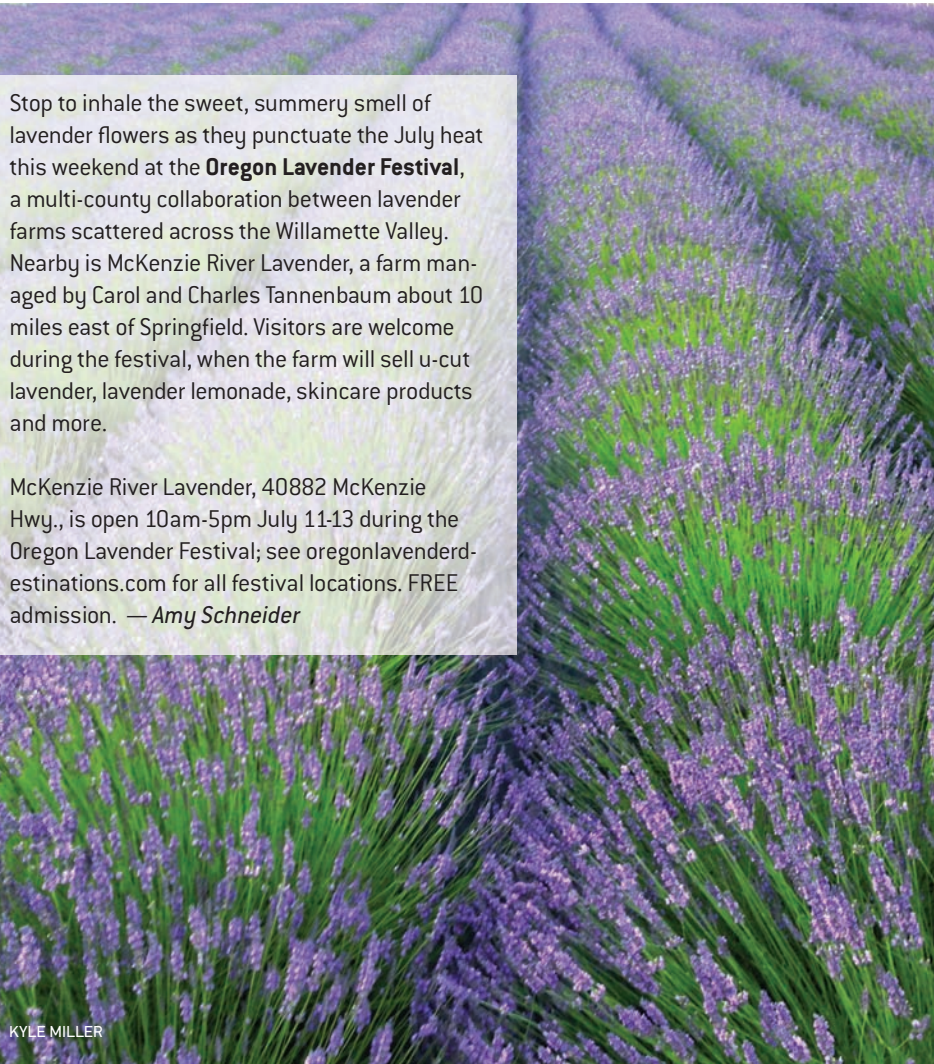 Stop to inhale the sweet, summery smell of
lavender flowers as they punctuate the July heat
this weekend at the Oregon Lavender Festival,
a multi-county collaboration between lavender
farms scattered across the Willamette Valley.
Nearby is McKenzie River Lavender, a farm man-
aged by Carol and Charles Tannenbaum about 10
miles east of Springfield. Visitors are welcome
during the festival, when the farm will sell u-cut
lavender, lavender lemonade, skincare products
and more.
McKenzie River Lavender, 40882 McKenzie
Hwy., is open 10am-5pm July 11-13 during the
Oregon Lavender Festival; see oregonlavenderd-
estinations.com for all festival locations. FREE
admission. — Amy Schneider
KYLE MILLER